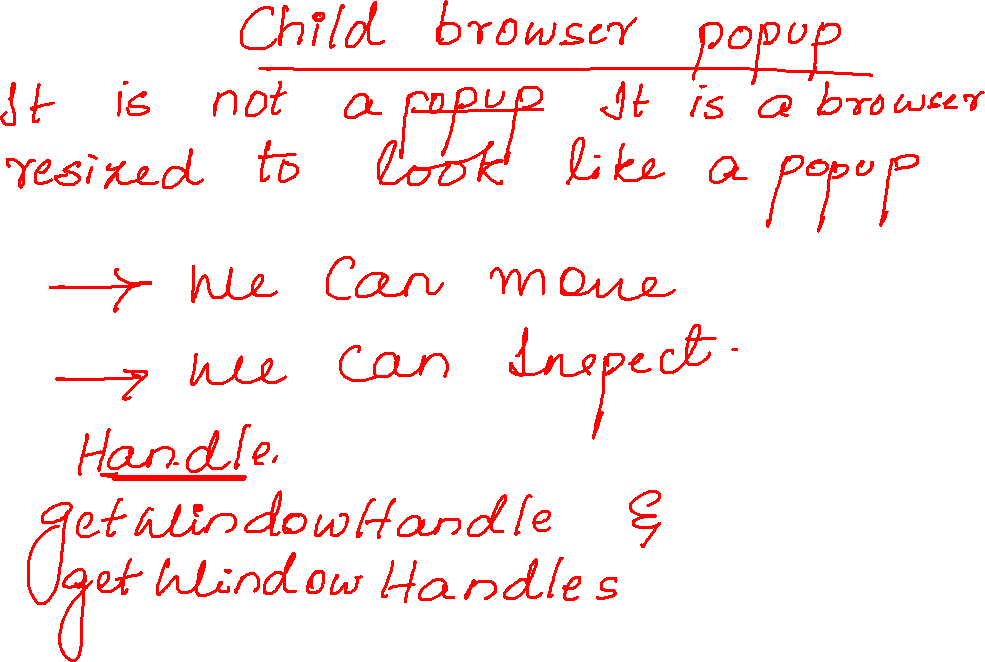 Child browser popup
It is not a popup It is a browser
resized to look like a popup
→ We Can move
→ we can Inspect.
Handle.
getWindowHandle &
getWindowHandles